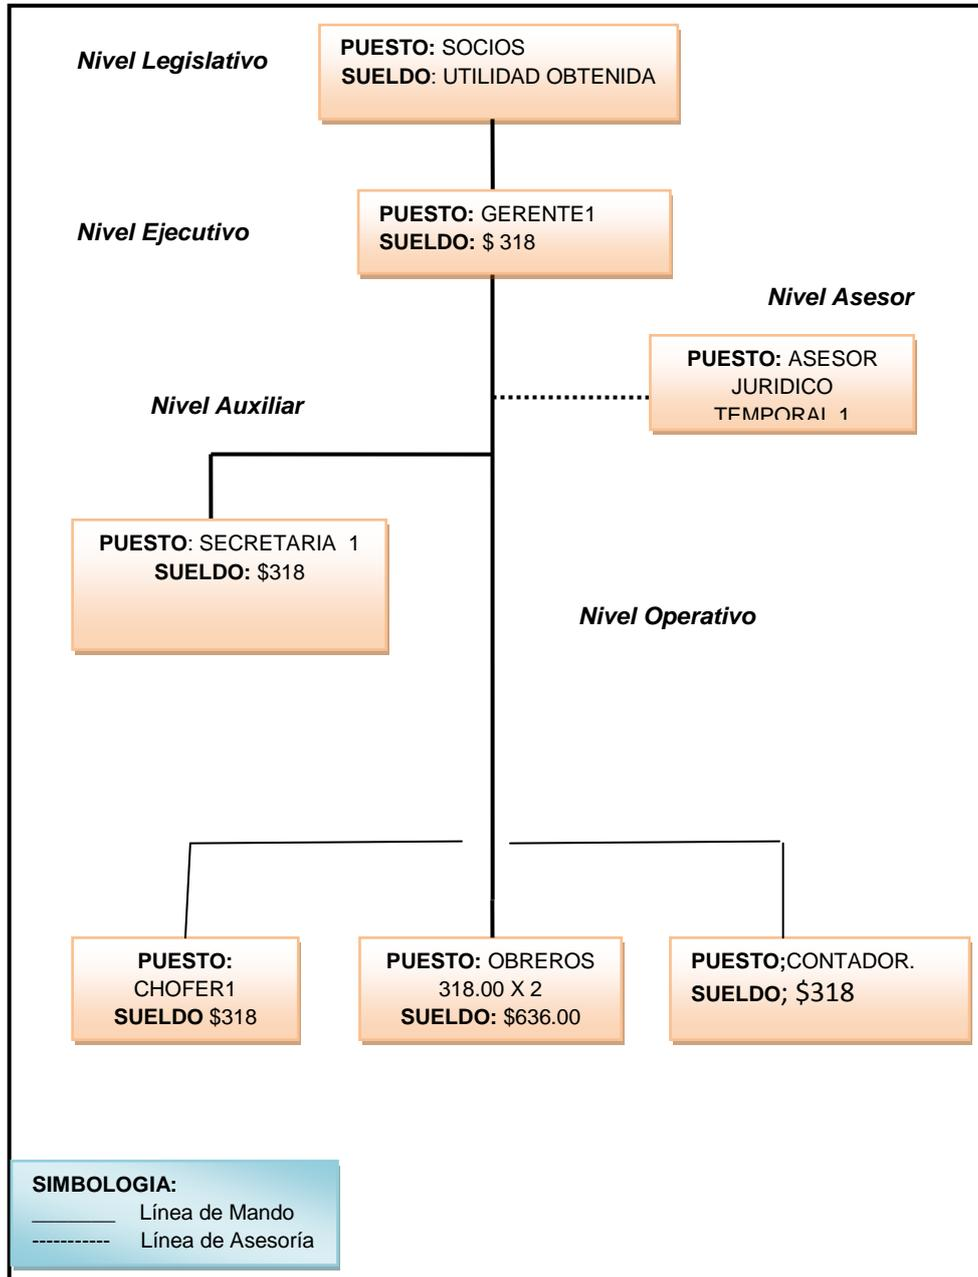 Nivel Legislativo
PUESTO: SOCIOS
SUELDO: UTILIDAD OBTENIDA
Nivel Ejecutivo
PUESTO: GERENTE1
SUELDO: $ 318
Nivel Asesor
PUESTO: ASESOR
JURIDICO
TEMPORAL 1
Nivel Auxiliar
PUESTO: SECRETARIA 1
SUELDO: $318
Nivel Operativo
PUESTO:
CHOFER1
SUELDO $318
PUESTO: OBREROS
318.00 X 2
SUELDO: $636.00
PUESTO;CONTADOR.
SUELDO; $318
SIMBOLOGIA:
________ Línea de Mando
----------- Línea de Asesoría